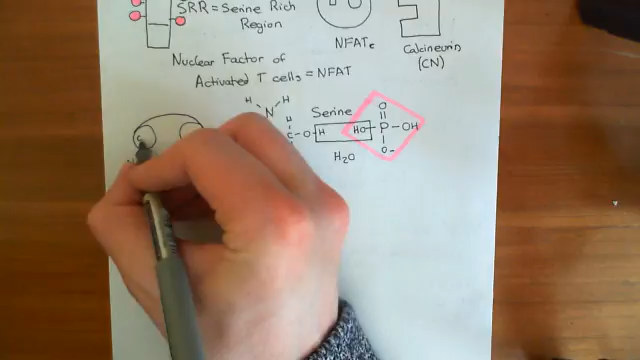 SRR = Serine Rich
Region
NFATc
Calcineurin
(CN)
Nuclear Factor of
Activated T cells = NFAT
H H
N
Serine
H
C-O-H HO-P-OH
O
O-
H2O
C